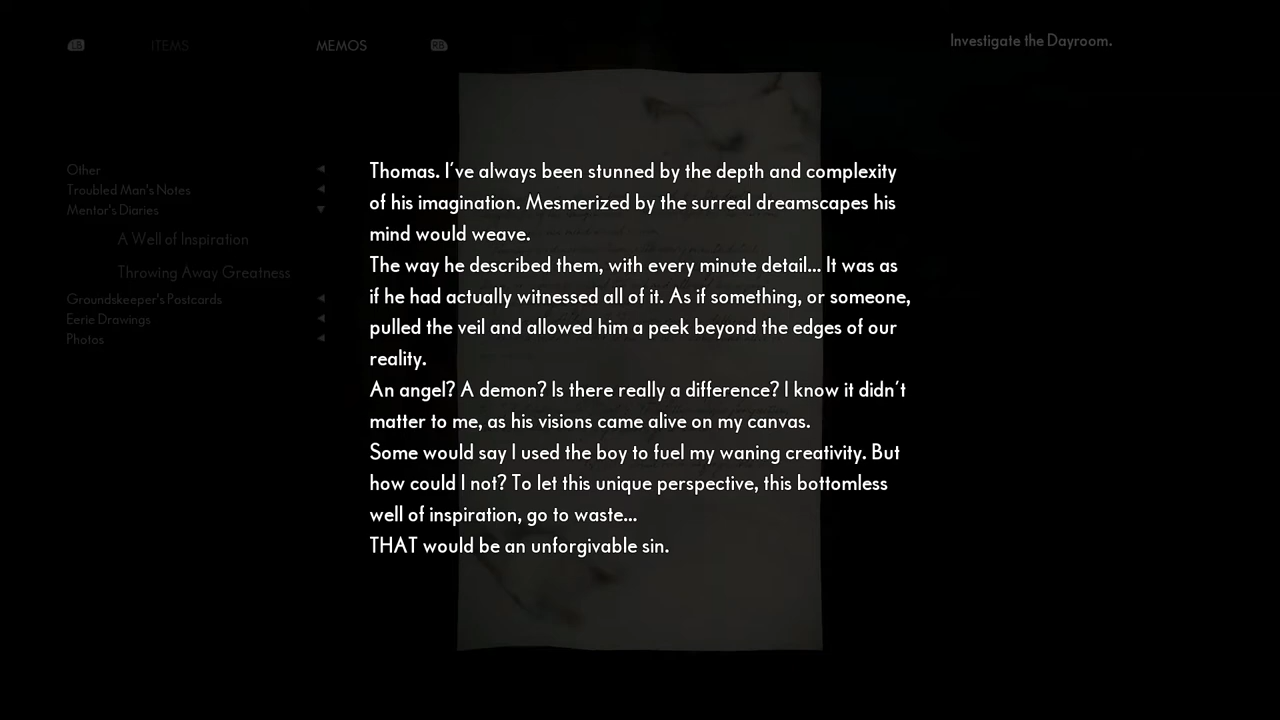 LB ITEMS MEMOS RB
Investigate the Dayroom.
Other
Troubled Man's Notes
Mentor's Diaries
A Well of Inspiration
Throwing Away Greatness
Groundskeeper's Postcards
Eerie Drawings
Photos
Thomas. I've always been stunned by the depth and complexity
of his imagination. Mesmerized by the surreal dreamscapes his
mind would weave.
The way he described them, with every minute detail... It was as
if he had actually witnessed all of it. As if something, or someone,
pulled the veil and allowed him a peek beyond the edges of our
reality.
An angel? A demon? Is there really a difference? I know it didn't
matter to me, as his visions came alive on my canvas.
Some would say I used the boy to fuel my waning creativity. But
how could I not? To let this unique perspective, this bottomless
well of inspiration, go to waste...
THAT would be an unforgivable sin.